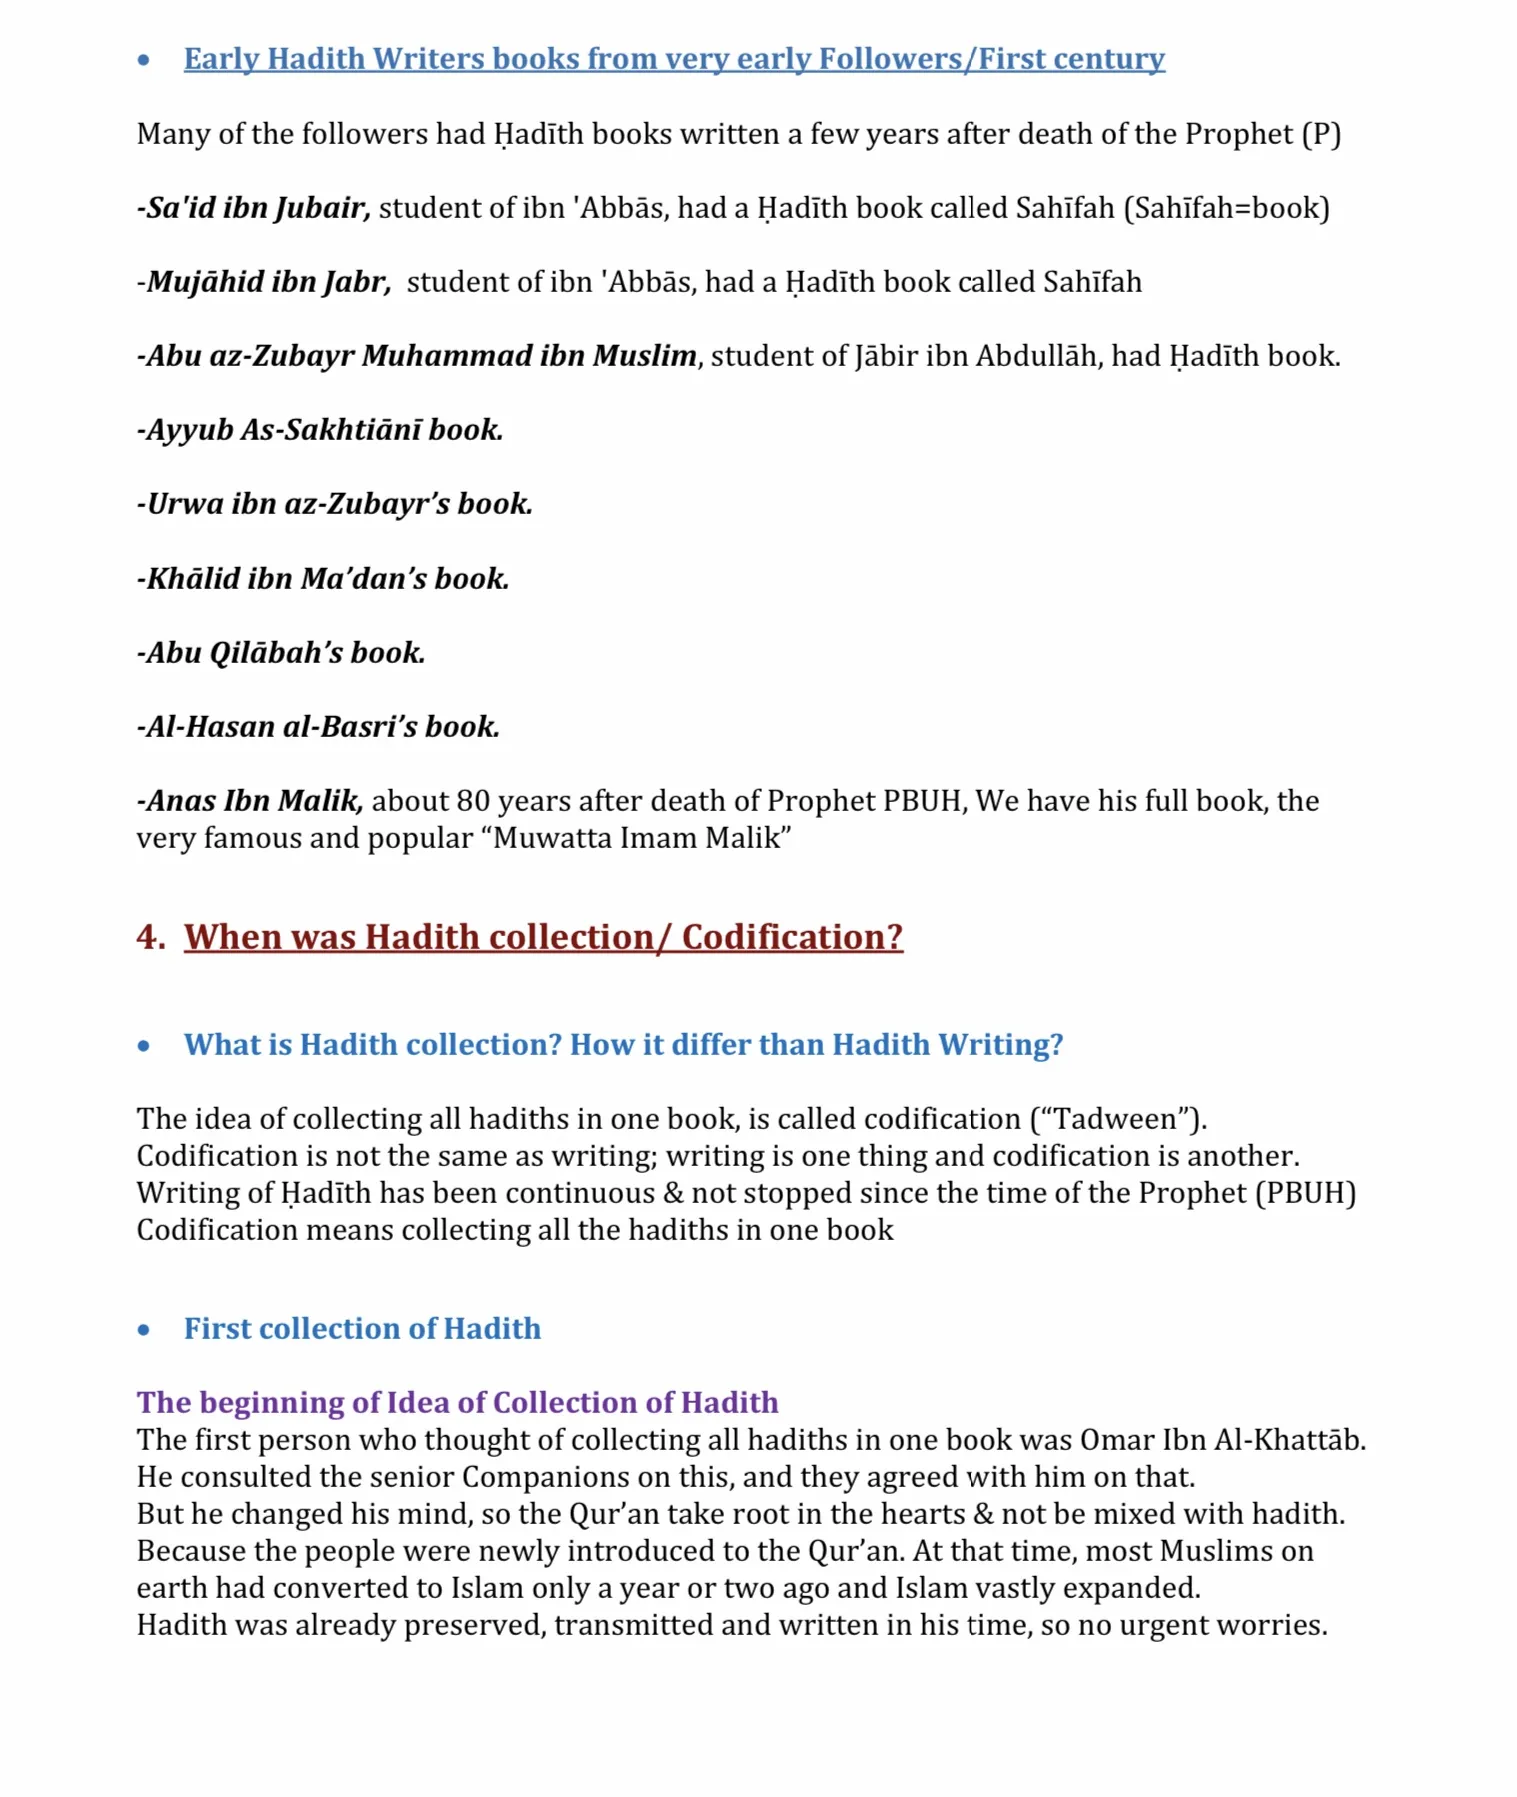 • Early Hadith Writers books from very early Followers/First century
Many of the followers had Ḥadīth books written a few years after death of the Prophet (P)
-Sa'id ibn Jubair, student of ibn 'Abbās, had a Ḥadīth book called Sahīfah (Sahīfah=book)
-Mujāhid ibn Jabr, student of ibn 'Abbās, had a Ḥadīth book called Sahīfah
-Abu az-Zubayr Muhammad ibn Muslim, student of Jābir ibn Abdullāh, had Ḥadīth book.
-Ayyub As-Sakhtiānī book.
-Urwa ibn az-Zubayr’s book.
-Khālid ibn Ma’dan’s book.
-Abu Qilābah’s book.
-Al-Hasan al-Basri’s book.
-Anas Ibn Malik, about 80 years after death of Prophet PBUH, We have his full book, the
very famous and popular “Muwatta Imam Malik”
4. When was Hadith collection/ Codification?
• What is Hadith collection? How it differ than Hadith Writing?
The idea of collecting all hadiths in one book, is called codification (“Tadween”).
Codification is not the same as writing; writing is one thing and codification is another.
Writing of Ḥadīth has been continuous & not stopped since the time of the Prophet (PBUH)
Codification means collecting all the hadiths in one book
• First collection of Hadith
The beginning of Idea of Collection of Hadith
The first person who thought of collecting all hadiths in one book was Omar Ibn Al-Khattāb.
He consulted the senior Companions on this, and they agreed with him on that.
But he changed his mind, so the Qur’an take root in the hearts & not be mixed with hadith.
Because the people were newly introduced to the Qur’an. At that time, most Muslims on
earth had converted to Islam only a year or two ago and Islam vastly expanded.
Hadith was already preserved, transmitted and written in his time, so no urgent worries.